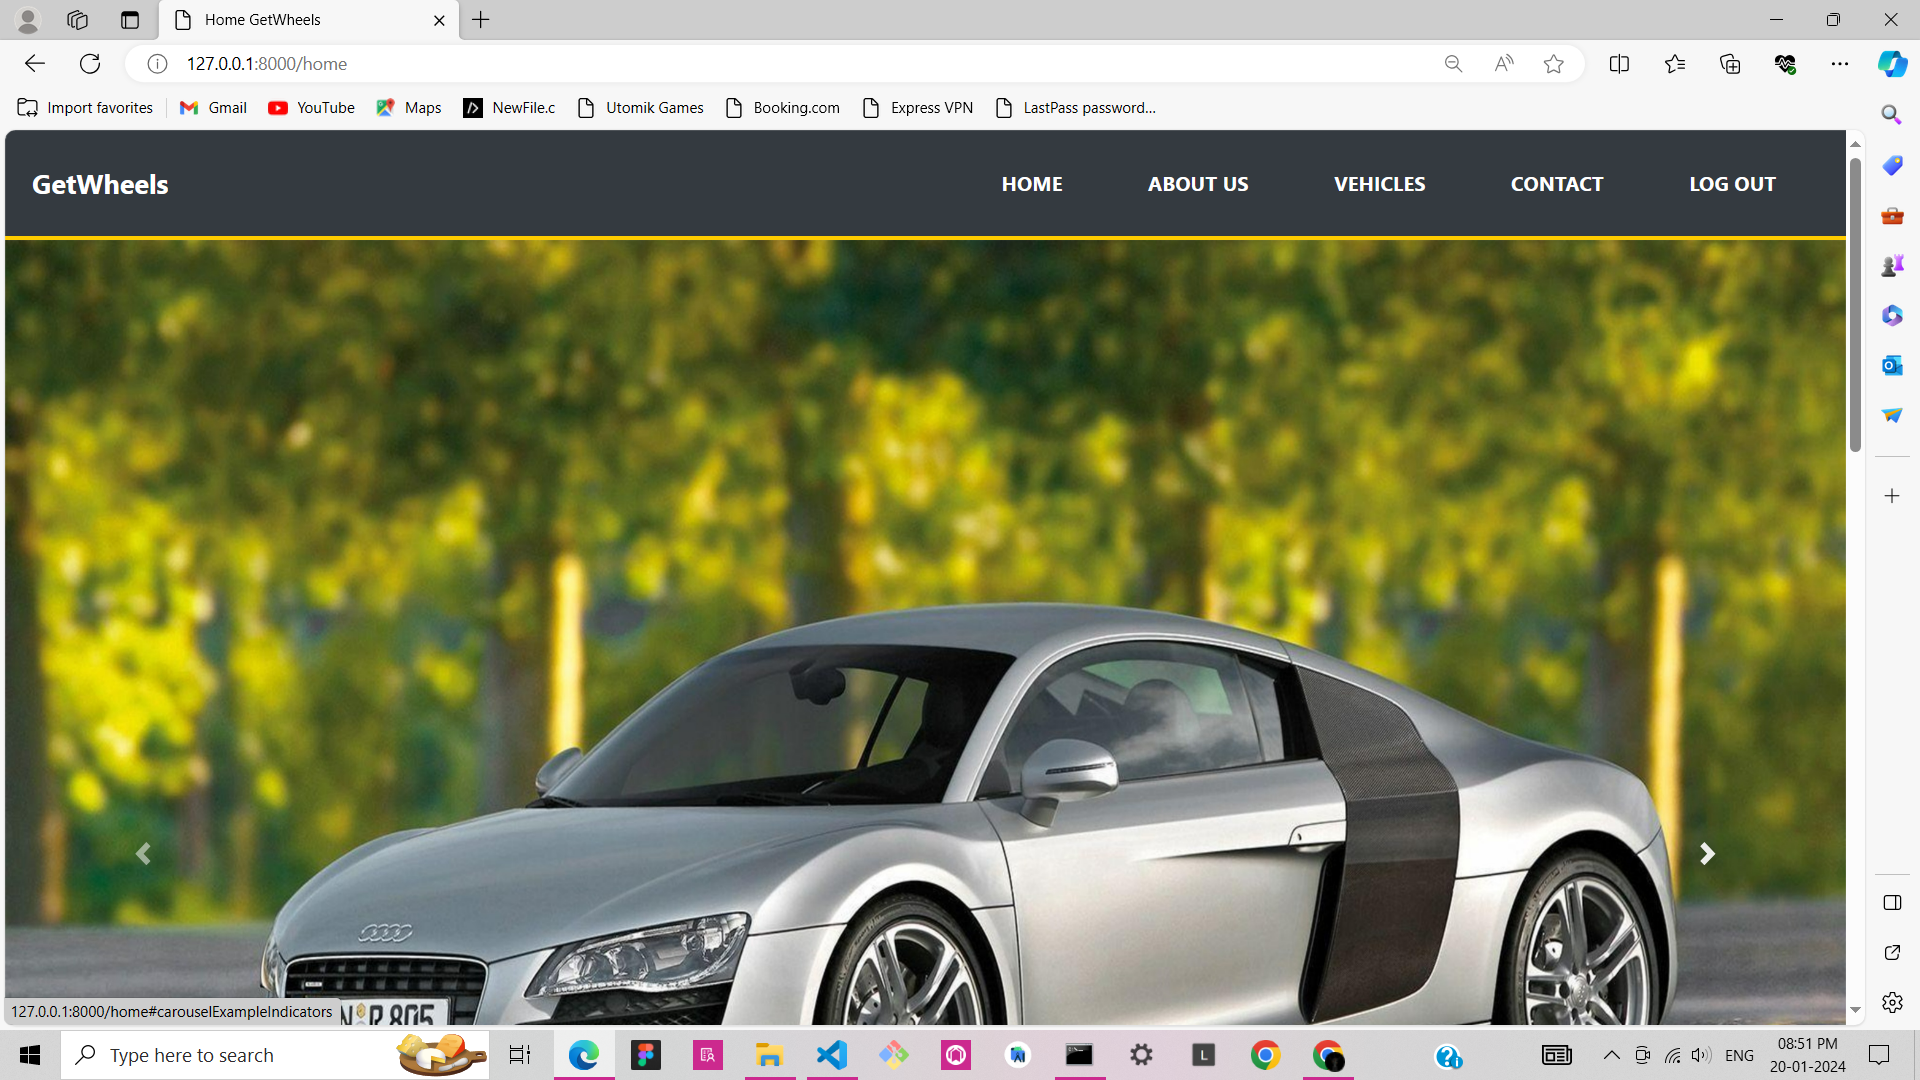 Home GetWheels
127.0.0.1:8000/home
Import favorites
Gmail
YouTube
Maps
NewFile.c
Utomik Games
Booking.com
Express VPN
LastPass password...
GetWheels
HOME
ABOUT US
VEHICLES
CONTACT
LOG OUT
127.0.0.1:8000/home#carouselExampleIndicators
Type here to search
L
ENG
08:51 PM
20-01-2024